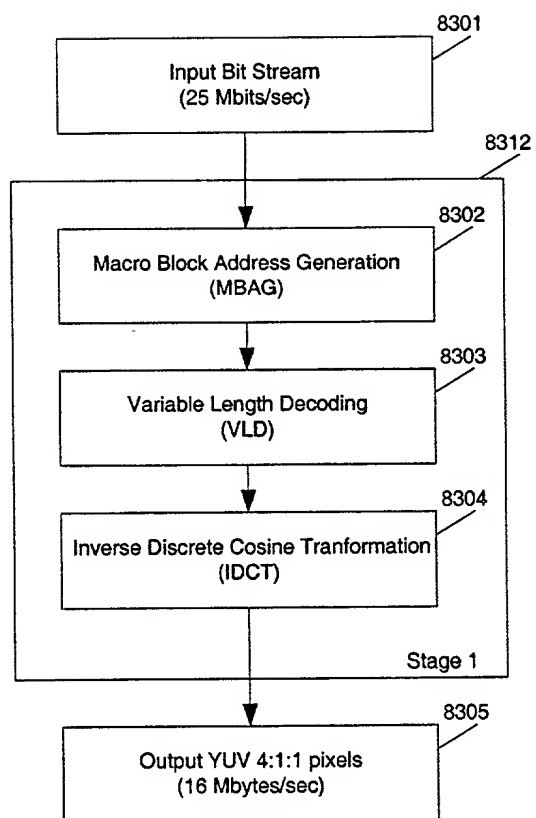 8301
Input Bit Stream
(25 Mbits/sec)
8312
8302
Macro Block Address Generation
(MBAG)
8303
Variable Length Decoding
(VLD)
8304
Inverse Discrete Cosine Tranformation
(IDCT)
Stage 1
8305
Output YUV 4:1:1 pixels
(16 Mbytes/sec)